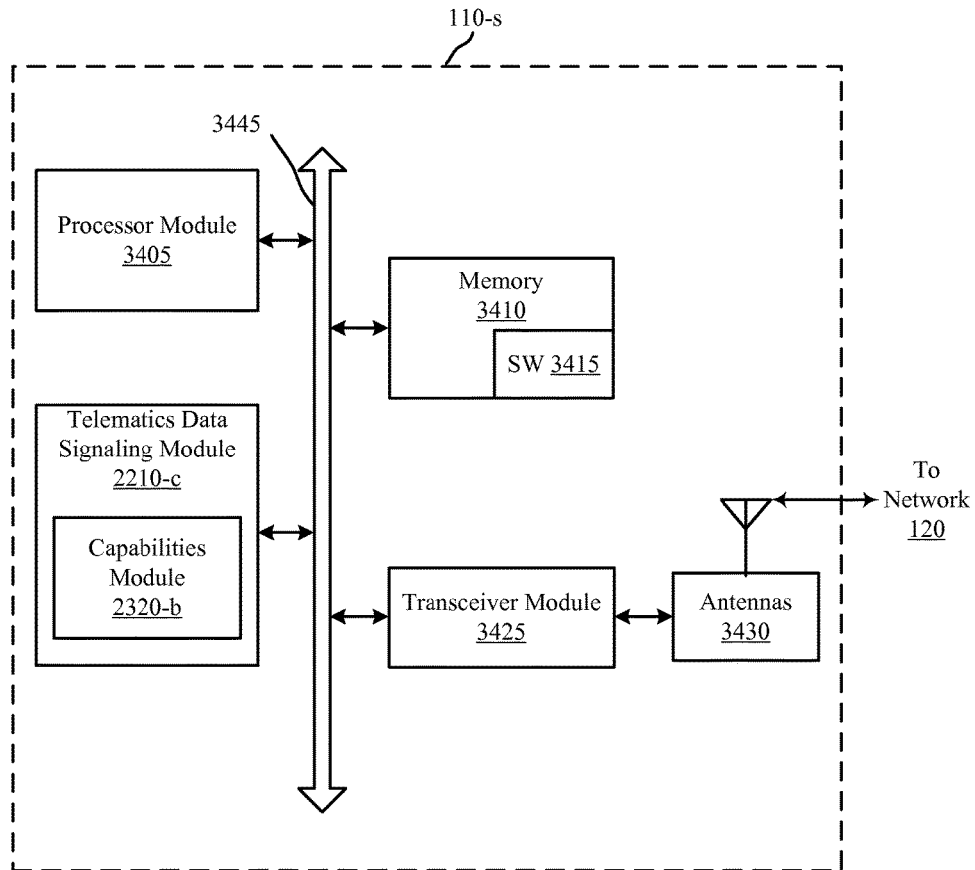 110-s
3445
Processor Module
3405
Memory
3410
SW 3415
Telematics Data
Signaling Module
2210-c
Capabilities
Module
2320-b
To
Network
120
Transceiver Module
3425
Antennas
3430